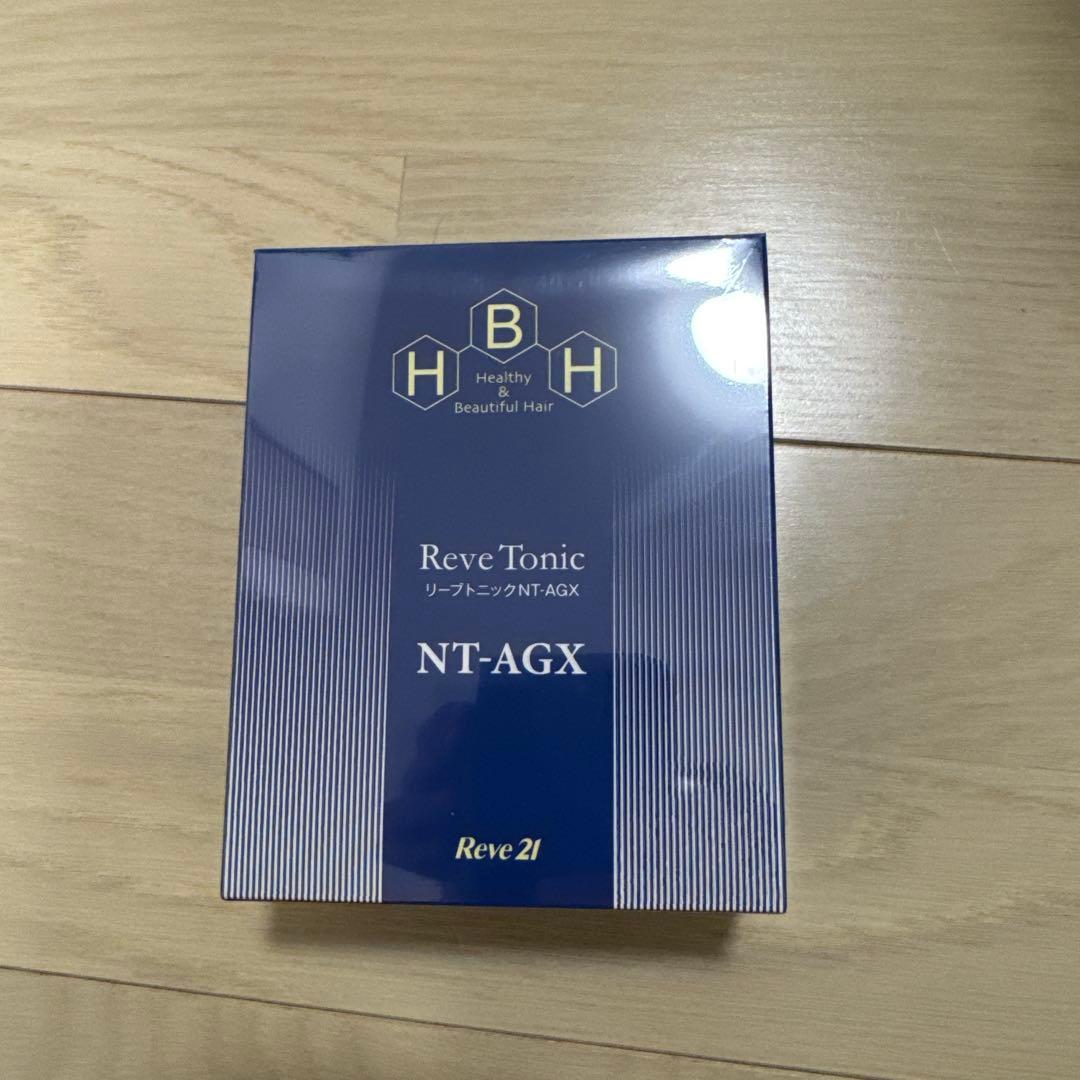 H B H
Healthy
&
Beautiful Hair
Reve Tonic
リーブトニックNT-AGX
NT-AGX
Reve 21